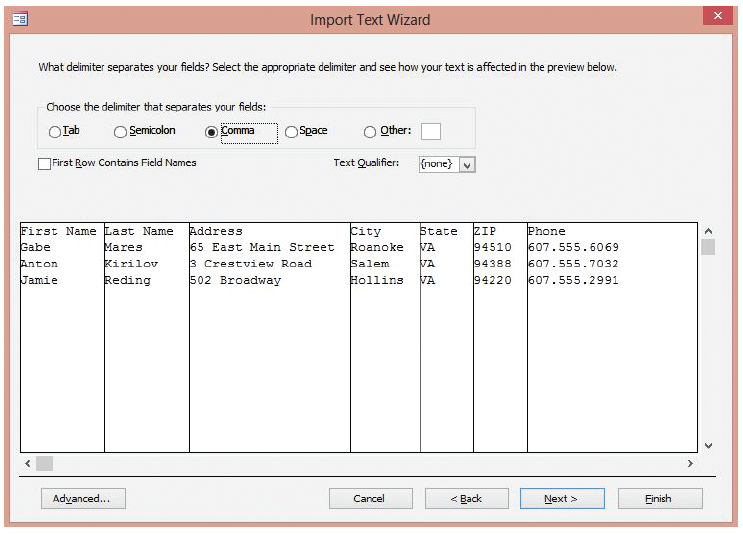 Import Text Wizard
What delimiter separates your fields? Select the appropriate delimiter and see how your text is affected in the preview below.
Choose the delimiter that separates your fields:
Tab Semicolon Comma Space Other:
First Row Contains Field Names Text Qualifier: {none}
First Name Last Name Address City State ZIP Phone
Gabe Mares 65 East Main Street Roanoke VA 94510 607.555.6069
Anton Kirilov 3 Crestview Road Salem VA 94388 607.555.7032
Jamie Reding 502 Broadway Hollins VA 94220 607.555.2991
Advanced... Cancel < Back Next > Finish